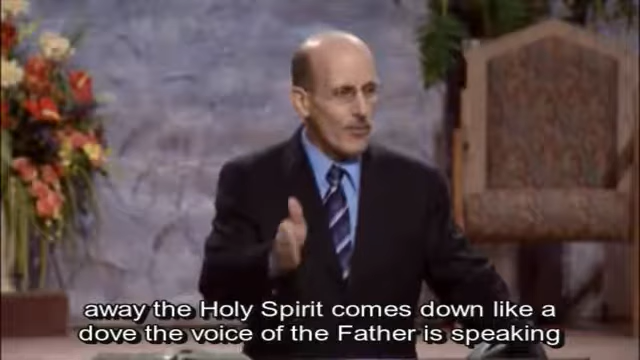 away the Holy Spirit comes down like a
dove the voice of the Father is speaking